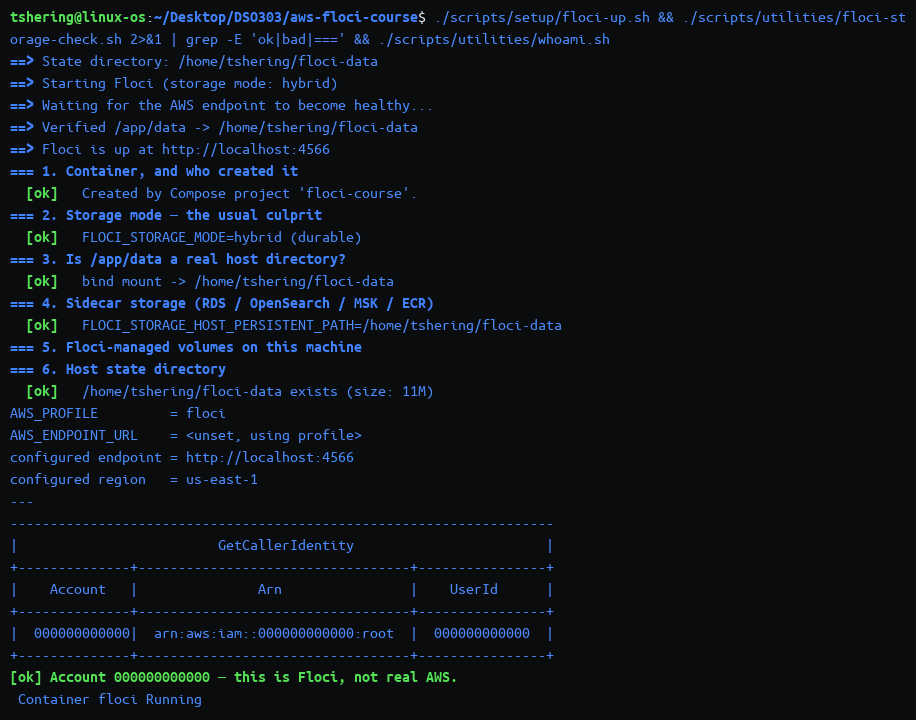 tshering@linux-os:~/Desktop/DSO303/aws-floci-course$ ./scripts/setup/floci-up.sh && ./scripts/utilities/floci-st
orage-check.sh 2>&1 | grep -E 'ok|bad|===' && ./scripts/utilities/whoami.sh
==> State directory: /home/tshering/floci-data
==> Starting Floci (storage mode: hybrid)
==> Waiting for the AWS endpoint to become healthy...
==> Verified /app/data -> /home/tshering/floci-data
==> Floci is up at http://localhost:4566
=== 1. Container, and who created it
  [ok]   Created by Compose project 'floci-course'.
=== 2. Storage mode — the usual culprit
  [ok]   FLOCI_STORAGE_MODE=hybrid (durable)
=== 3. Is /app/data a real host directory?
  [ok]   bind mount -> /home/tshering/floci-data
=== 4. Sidecar storage (RDS / OpenSearch / MSK / ECR)
  [ok]   FLOCI_STORAGE_HOST_PERSISTENT_PATH=/home/tshering/floci-data
=== 5. Floci-managed volumes on this machine
=== 6. Host state directory
  [ok]   /home/tshering/floci-data exists (size: 11M)
AWS_PROFILE         = floci
AWS_ENDPOINT_URL    = <unset, using profile>
configured endpoint = http://localhost:4566
configured region   = us-east-1
---
--------------------------------------------------------------------
|                         GetCallerIdentity                        |
+--------------+----------------------------------+----------------+
|    Account   |               Arn                |    UserId      |
+--------------+----------------------------------+----------------+
|  000000000000|  arn:aws:iam::000000000000:root  |  000000000000  |
+--------------+----------------------------------+----------------+
[ok] Account 000000000000 — this is Floci, not real AWS.
 Container floci Running